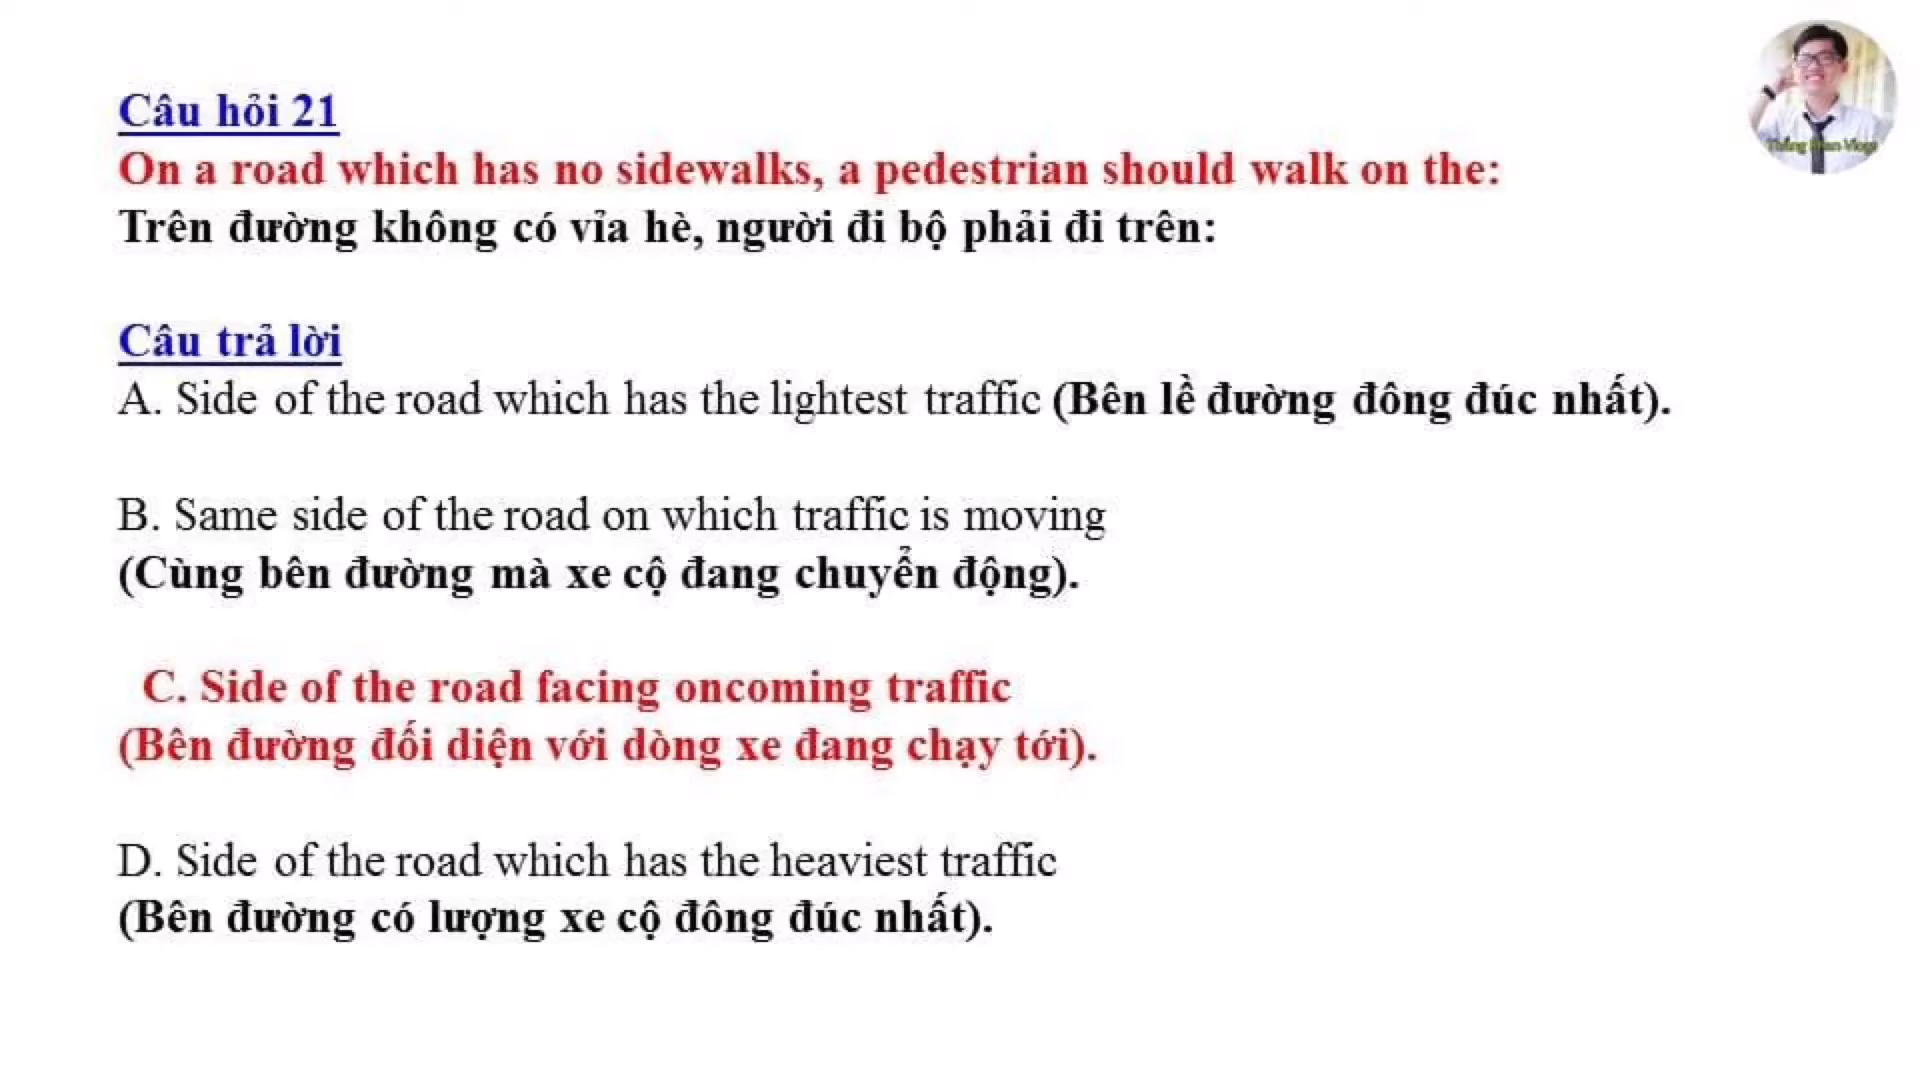 Câu hỏi 21
On a road which has no sidewalks, a pedestrian should walk on the:
Trên đường không có vỉa hè, người đi bộ phải đi trên:
Câu trả lời
A. Side of the road which has the lightest traffic (Bên lề đường đông đúc nhất).
B. Same side of the road on which traffic is moving
(Cùng bên đường mà xe cộ đang chuyển động).
C. Side of the road facing oncoming traffic
(Bên đường đối diện với dòng xe đang chạy tới).
D. Side of the road which has the heaviest traffic
(Bên đường có lượng xe cộ đông đúc nhất).